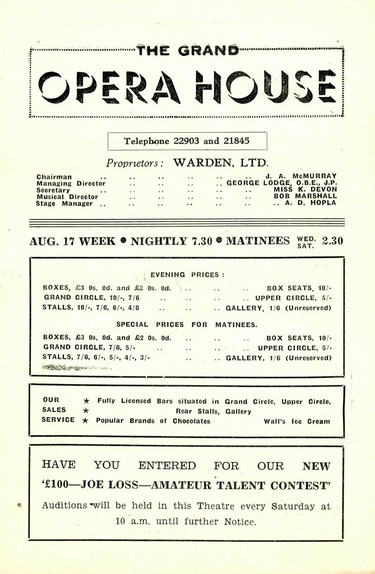 THE GRAND
OPERA HOUSE
Telephone 22903 and 21845
Proprietors : WARDEN, LTD.
Chairman .. .. .. .. .. J. A. McMURRAY
Managing Director .. .. .. GEORGE LODGE, O.B.E., J.P.
Secretary .. .. .. .. .. MISS K. DEVON
Musical Director .. .. .. .. BOB MARSHALL
Stage Manager .. .. .. .. .. A. D. HOPLA
AUG. 17 WEEK • NIGHTLY 7.30 • MATINEES WED. SAT. 2.30
EVENING PRICES :
BOXES, £3 0s. 0d. and £2 0s. 0d. .. .. .. BOX SEATS, 10/-
GRAND CIRCLE, 10/-, 7/6 .. .. .. UPPER CIRCLE, 5/-
STALLS, 10/-, 7/6, 6/-, 4/6 .. .. .. GALLERY, 1/6 (Unreserved)
SPECIAL PRICES FOR MATINEES.
BOXES, £3 0s. 0d. and £2 0s. 0d. .. .. .. BOX SEATS, 10/-
GRAND CIRCLE, 7/6, 5/- .. .. .. UPPER CIRCLE, 5/-
STALLS, 7/6, 6/-, 5/-, 4/-, 3/- .. .. GALLERY, 1/6 (Unreserved)
OUR ★ Fully Licensed Bars situated in Grand Circle, Upper Circle,
SALES ★ Rear Stalls, Gallery
SERVICE ★ Popular Brands of Chocolates Wall's Ice Cream
HAVE YOU ENTERED FOR OUR NEW
'£100—JOE LOSS—AMATEUR TALENT CONTEST'
Auditions will be held in this Theatre every Saturday at
10 a.m. until further Notice.